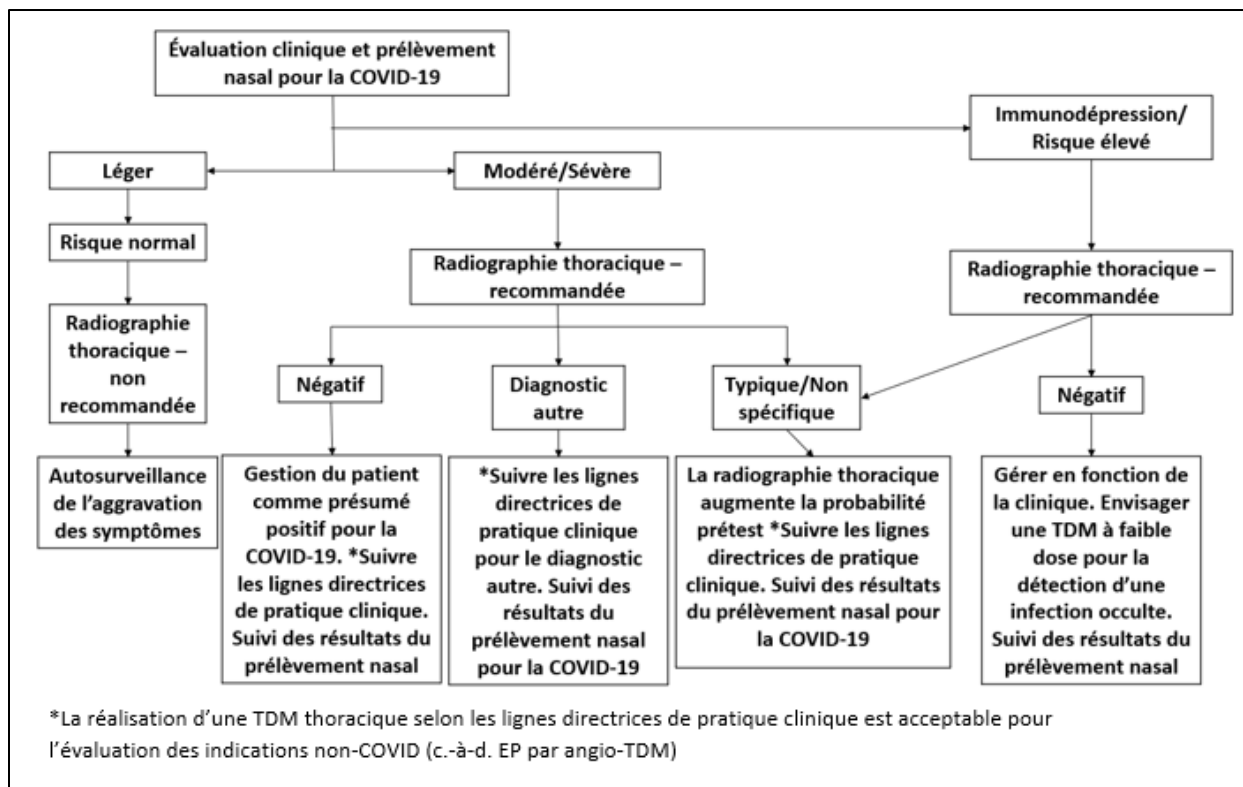 Évaluation clinique et prélèvement
nasal pour la COVID-19
Immunodépression/
Risque élevé
Léger
Modéré/Sévère
Risque normal
Radiographie thoracique –
recommandée
Radiographie thoracique –
recommandée
Radiographie
thoracique –
non
recommandée
Négatif
Diagnostic
autre
Typique/Non
spécifique
Négatif
Autosurveillance
de l’aggravation
des symptômes
Gestion du patient
comme présumé
positif pour la
COVID-19. *Suivre
les lignes directrices
de pratique clinique.
Suivi des résultats du
prélèvement nasal
*Suivre les lignes
directrices de
pratique clinique
pour le diagnostic
autre. Suivi des
résultats du
prélèvement nasal
pour la COVID-19
La radiographie thoracique
augmente la probabilité
prétest *Suivre les lignes
directrices de pratique
clinique. Suivi des résultats
du prélèvement nasal pour
la COVID-19
Gérer en fonction de
la clinique. Envisager
une TDM à faible
dose pour la
détection d’une
infection occulte.
Suivi des résultats du
prélèvement nasal
*La réalisation d’une TDM thoracique selon les lignes directrices de pratique clinique est acceptable pour
l’évaluation des indications non-COVID (c.-à-d. EP par angio-TDM)